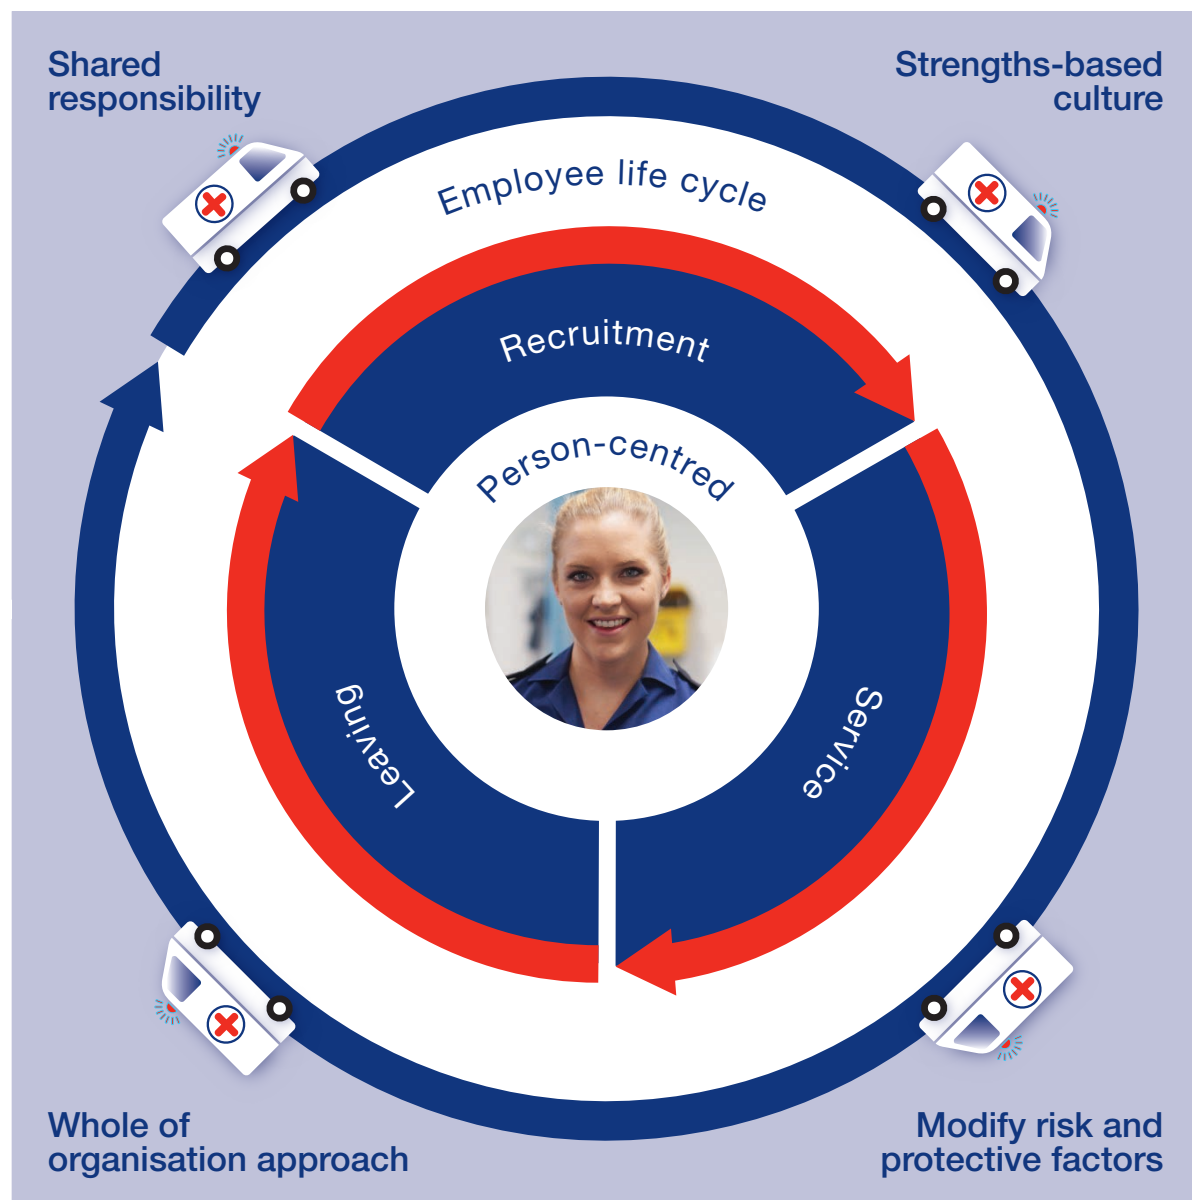 Shared
responsibility
Strengths-based
culture
Employee life cycle
Recruitment
Person-centred
Service
Leaving
Whole of
organisation approach
Modify risk and
protective factors